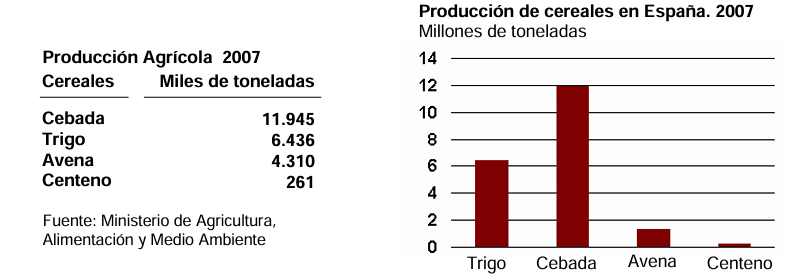 Producción Agrícola 2007
Cereales Miles de toneladas
Cebada 11.945
Trigo 6.436
Avena 4.310
Centeno 261
Fuente: Ministerio de Agricultura,
Alimentación y Medio Ambiente
Producción de cereales en España. 2007
Millones de toneladas
14
12
10
8
6
4
2
0
Trigo Cebada Avena Centeno